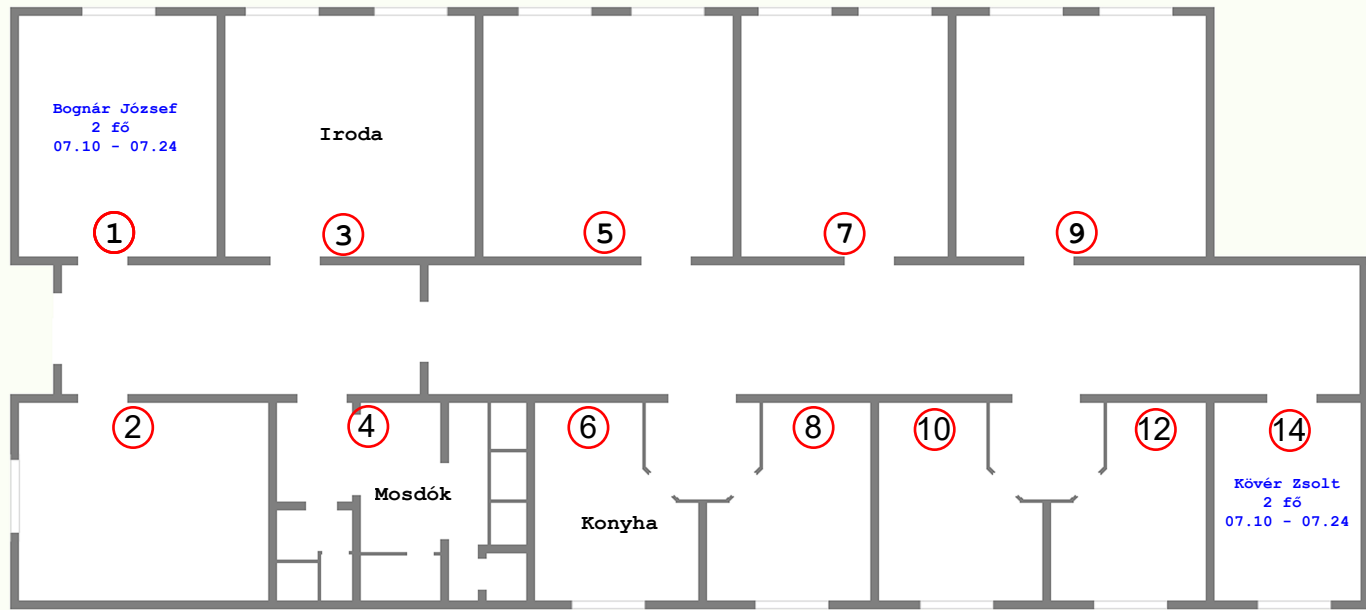 Bognár József
2 fő
07.10 - 07.24
Iroda
1
3
5
7
9
2
4
6
8
10
12
14
Mosdók
Konyha
Kövér Zsolt
2 fő
07.10 - 07.24